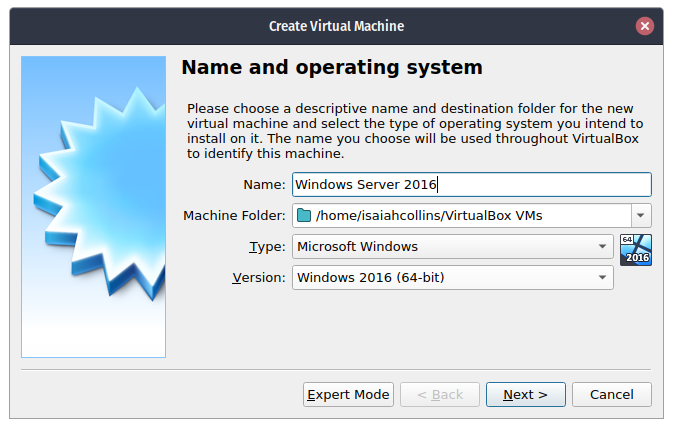 Create Virtual Machine
Name and operating system
Please choose a descriptive name and destination folder for the new
virtual machine and select the type of operating system you intend to
install on it. The name you choose will be used throughout VirtualBox
to identify this machine.
Name: Windows Server 2016
Machine Folder: /home/isaiahcollins/VirtualBox VMs
Type: Microsoft Windows
64
2016
Version: Windows 2016 (64-bit)
Expert Mode < Back Next > Cancel